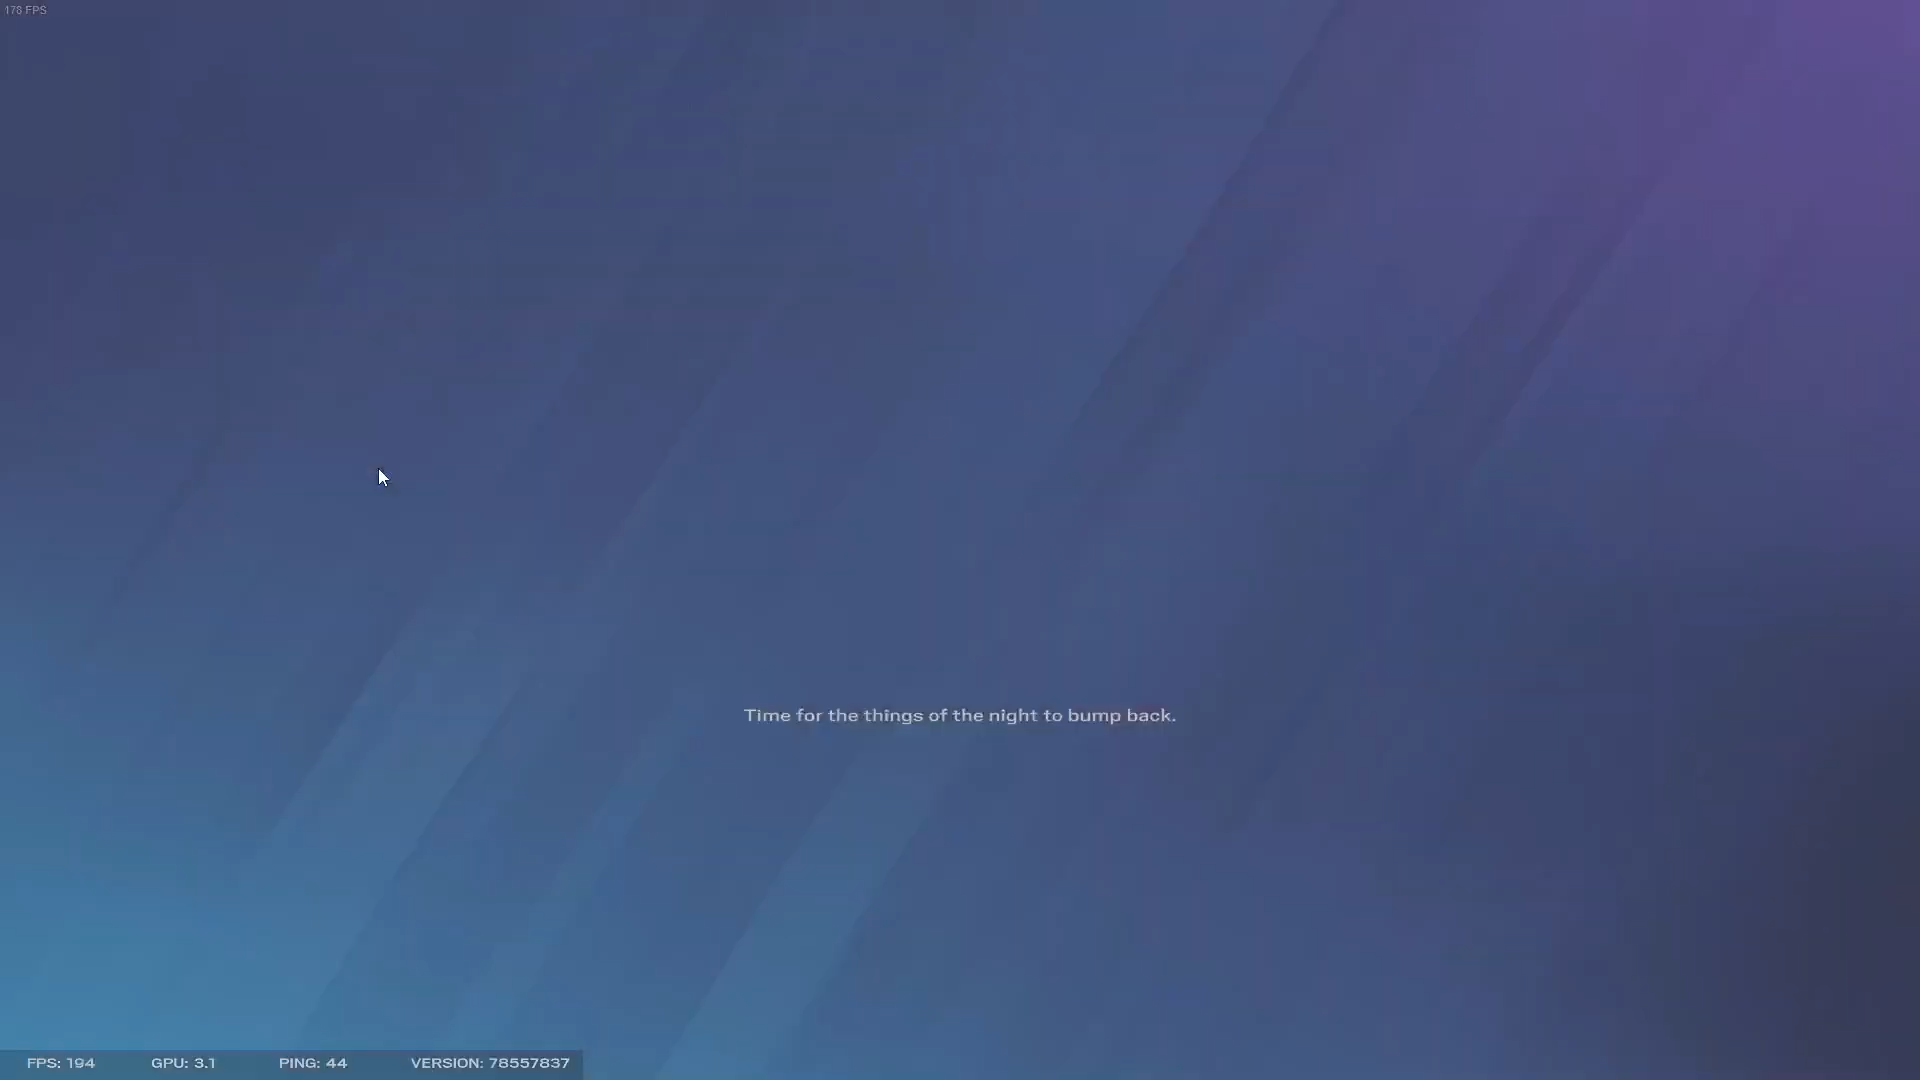 178 FPS
Time for the things of the night to bump back.
FPS: 194 GPU: 3.1 PING: 44 VERSION: 78557837